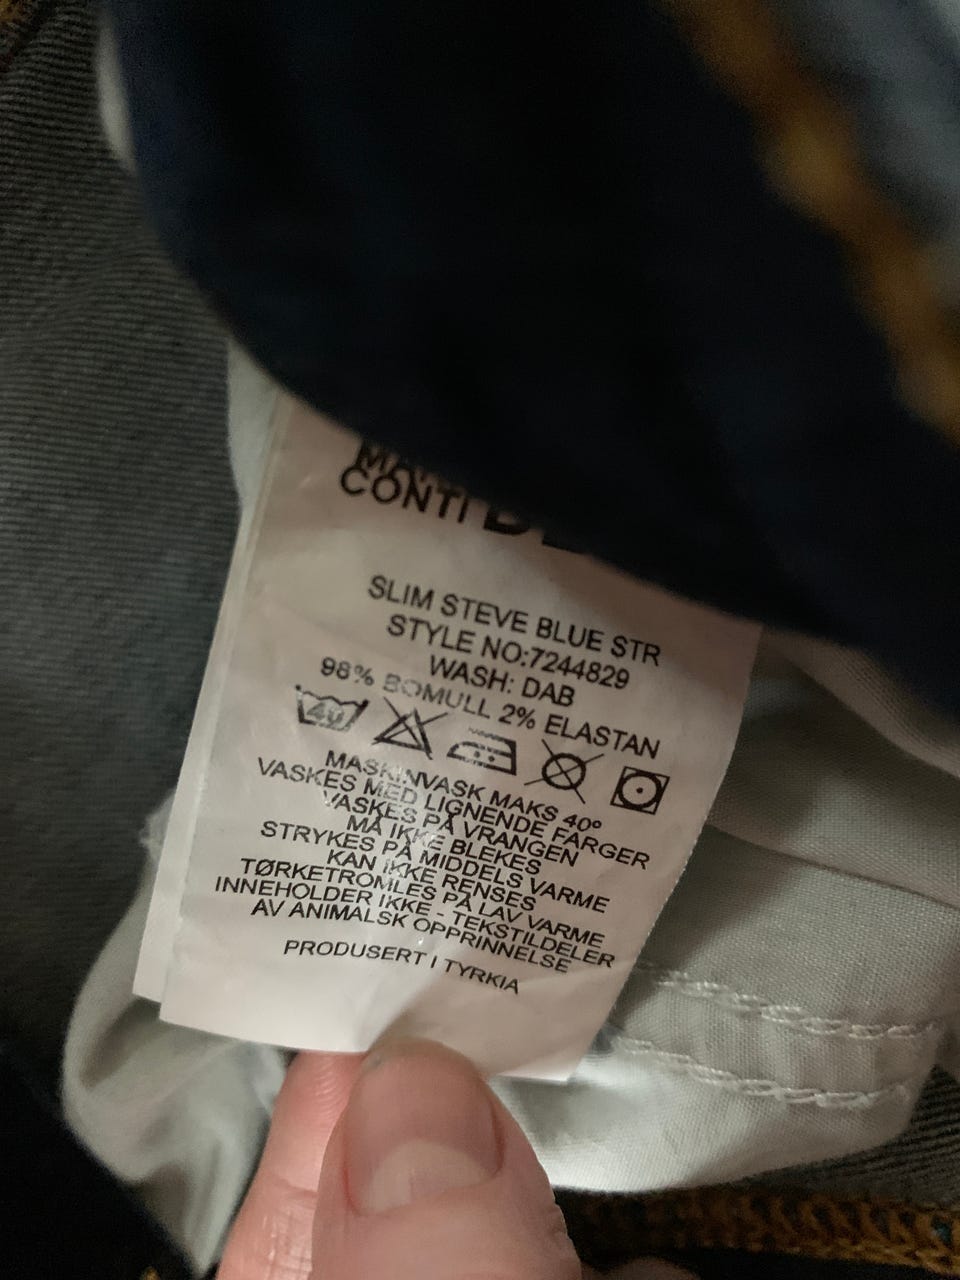 CONTI
SLIM STEVE BLUE STR
STYLE NO:7244829
WASH: DAB
98% BOMULL 2% ELASTAN
40
MASKINVASK MAKS 40°
VASKES MED LIGNENDE FARGER
VASKES PÅ VRANGEN
MÅ IKKE BLEKES
STRYKES PÅ MIDDELS VARME
KAN IKKE RENSES
TØRKETROMLES PÅ LAV VARME
INNEHOLDER IKKE - TEKSTILDELER
AV ANIMALSK OPPRINNELSE
PRODUSERT I TYRKIA